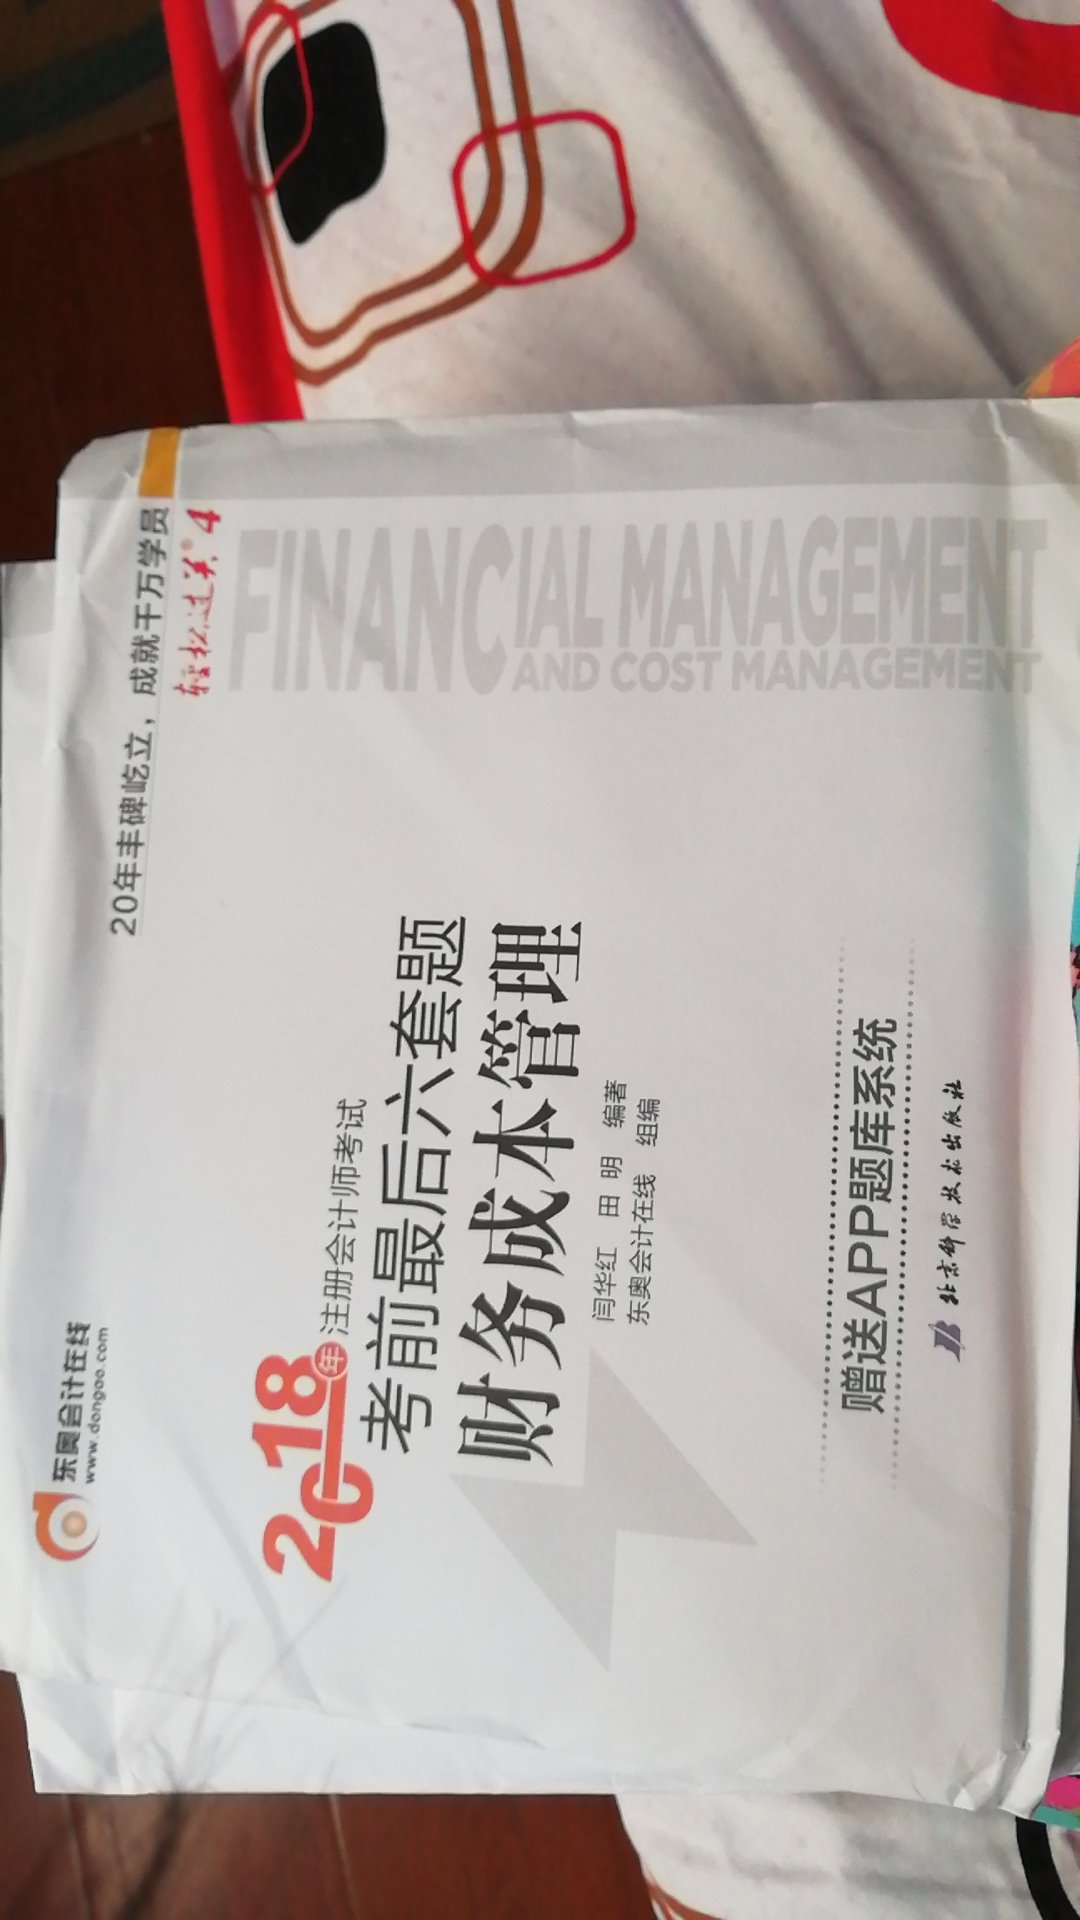 东奥会计在线
www.dongao.com
20年丰碑屹立，成就千万学员
轻松过关®4
2018年注册会计师考试
考前最后六套题
财务成本管理
闫华红 田明 编著
东奥会计在线 组编
FINANCIAL MANAGEMENT
AND COST MANAGEMENT
赠送APP题库系统
北京科学技术出版社